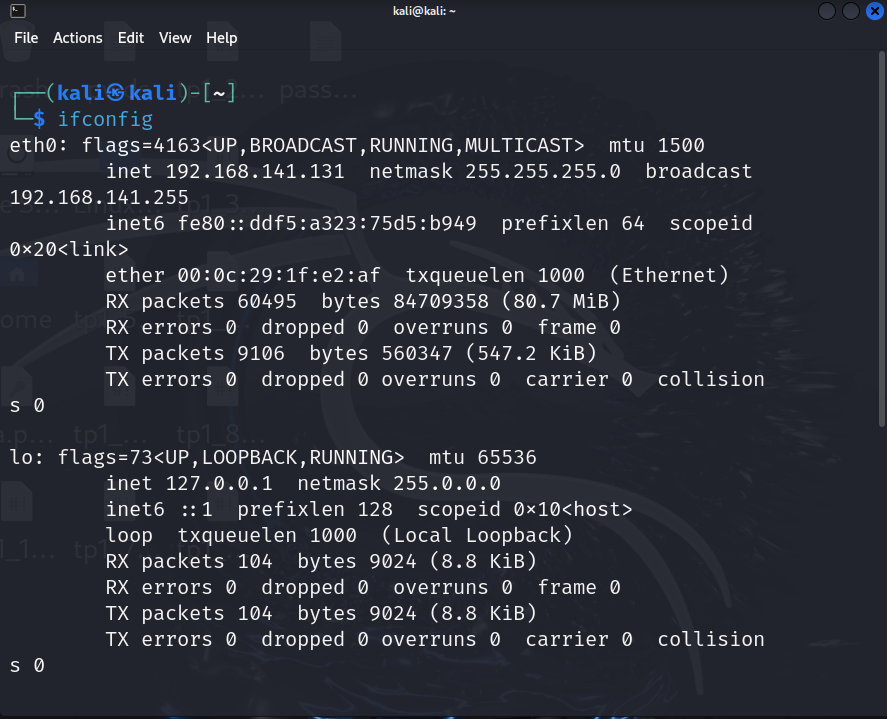 kali@kali: ~
File Actions Edit View Help
┌──(kali㉿kali)-[~]
└─$ ifconfig
eth0: flags=4163<UP,BROADCAST,RUNNING,MULTICAST>  mtu 1500
        inet 192.168.141.131  netmask 255.255.255.0  broadcast
192.168.141.255
        inet6 fe80::ddf5:a323:75d5:b949  prefixlen 64  scopeid
0x20<link>
        ether 00:0c:29:1f:e2:af  txqueuelen 1000  (Ethernet)
        RX packets 60495  bytes 84709358 (80.7 MiB)
        RX errors 0  dropped 0  overruns 0  frame 0
        TX packets 9106  bytes 560347 (547.2 KiB)
        TX errors 0  dropped 0 overruns 0  carrier 0  collision
s 0
lo: flags=73<UP,LOOPBACK,RUNNING>  mtu 65536
        inet 127.0.0.1  netmask 255.0.0.0
        inet6 ::1  prefixlen 128  scopeid 0x10<host>
        loop  txqueuelen 1000  (Local Loopback)
        RX packets 104  bytes 9024 (8.8 KiB)
        RX errors 0  dropped 0  overruns 0  frame 0
        TX packets 104  bytes 9024 (8.8 KiB)
        TX errors 0  dropped 0 overruns 0  carrier 0  collision
s 0